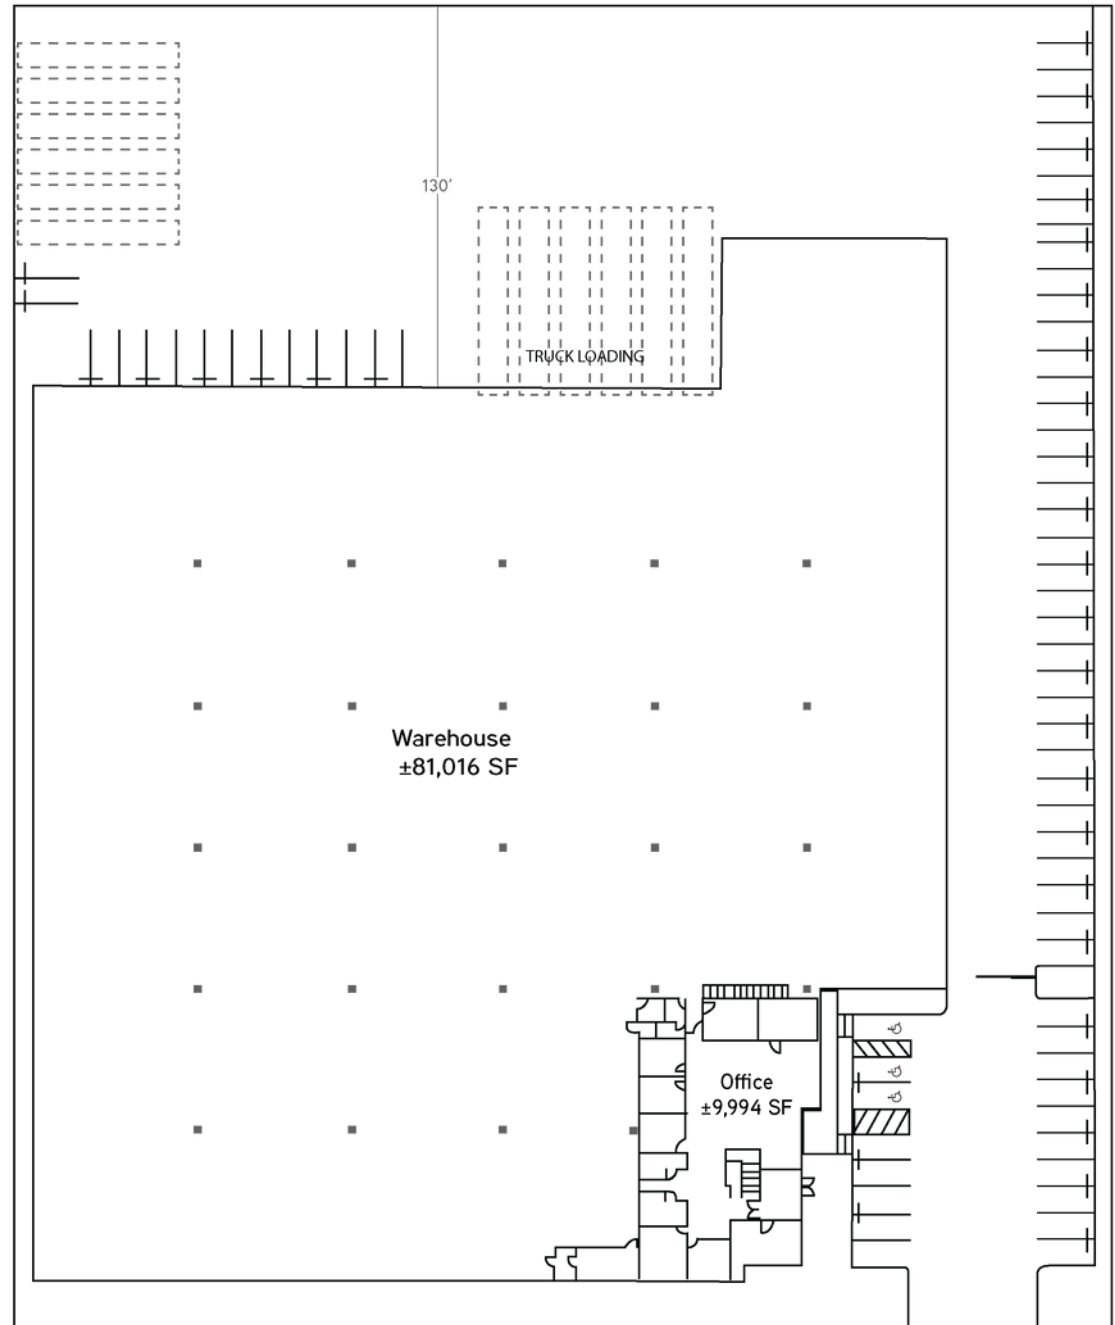 130'
TRUCK LOADING
Warehouse
±81,016 SF
Office
±9,994 SF